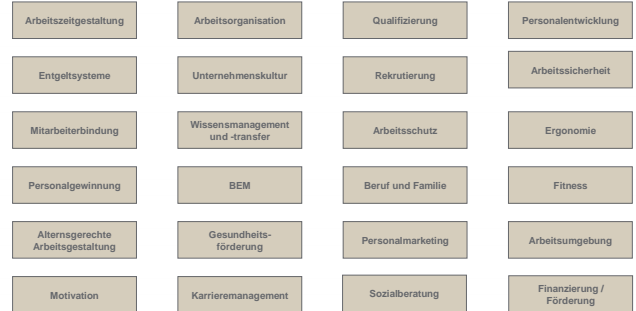 Arbeitszeitgestaltung
Arbeitsorganisation
Qualifizierung
Personalentwicklung
Entgeltsysteme
Unternehmenskultur
Rekrutierung
Arbeitssicherheit
Mitarbeiterbindung
Wissensmanagement
und -transfer
Arbeitsschutz
Ergonomie
Personalgewinnung
BEM
Beruf und Familie
Fitness
Alternsgerechte
Arbeitsgestaltung
Gesundheits-
förderung
Personalmarketing
Arbeitsumgebung
Motivation
Karrieremanagement
Sozialberatung
Finanzierung /
Förderung